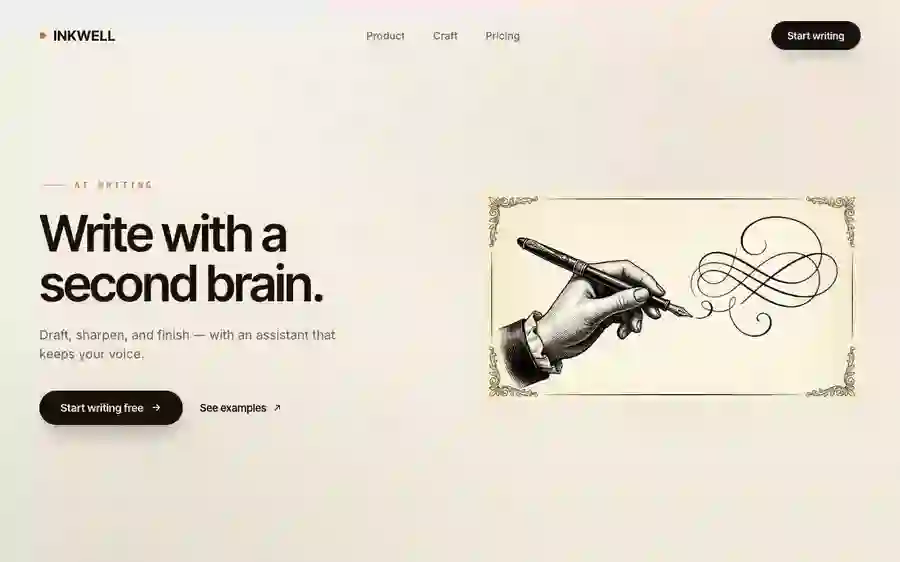 INKWELL
Product Craft Pricing
Start writing
AI WRITING
Write with a
second brain.
Draft, sharpen, and finish — with an assistant that
keeps your voice.
Start writing free →
See examples ↗